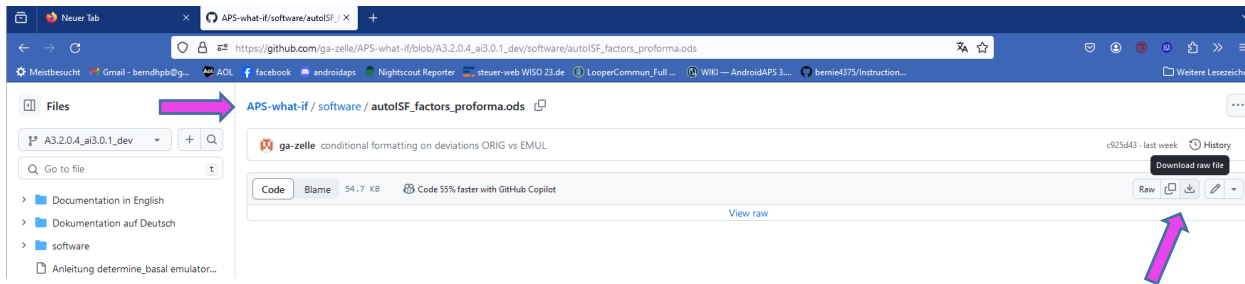 Neuer Tab
APS-what-if/software/autoISF_f
https://github.com/ga-zelle/APS-what-if/blob/A3.2.0.4_ai3.0.1_dev/software/autoISF_factors_proforma.ods
Meistbesucht
Gmail - berndhpb@g...
AOL
facebook
androidaps
Nightscout Reporter
steuer-web WISO 23.de
LooperCommun_Full ...
WIKI — AndroidAPS 3....
bernie4375/Instruction...
Weitere Lesezeiche
Files
APS-what-if / software / autoISF_factors_proforma.ods
A3.2.0.4_ai3.0.1_dev
ga-zelle conditional formatting on deviations ORIG vs EMUL
c925d43 · last week
History
Go to file
t
Download raw file
Code
Blame
54.7 KB
Code 55% faster with GitHub Copilot
Raw
View raw
Documentation in English
Dokumentation auf Deutsch
software
Anleitung determine_basal emulator...